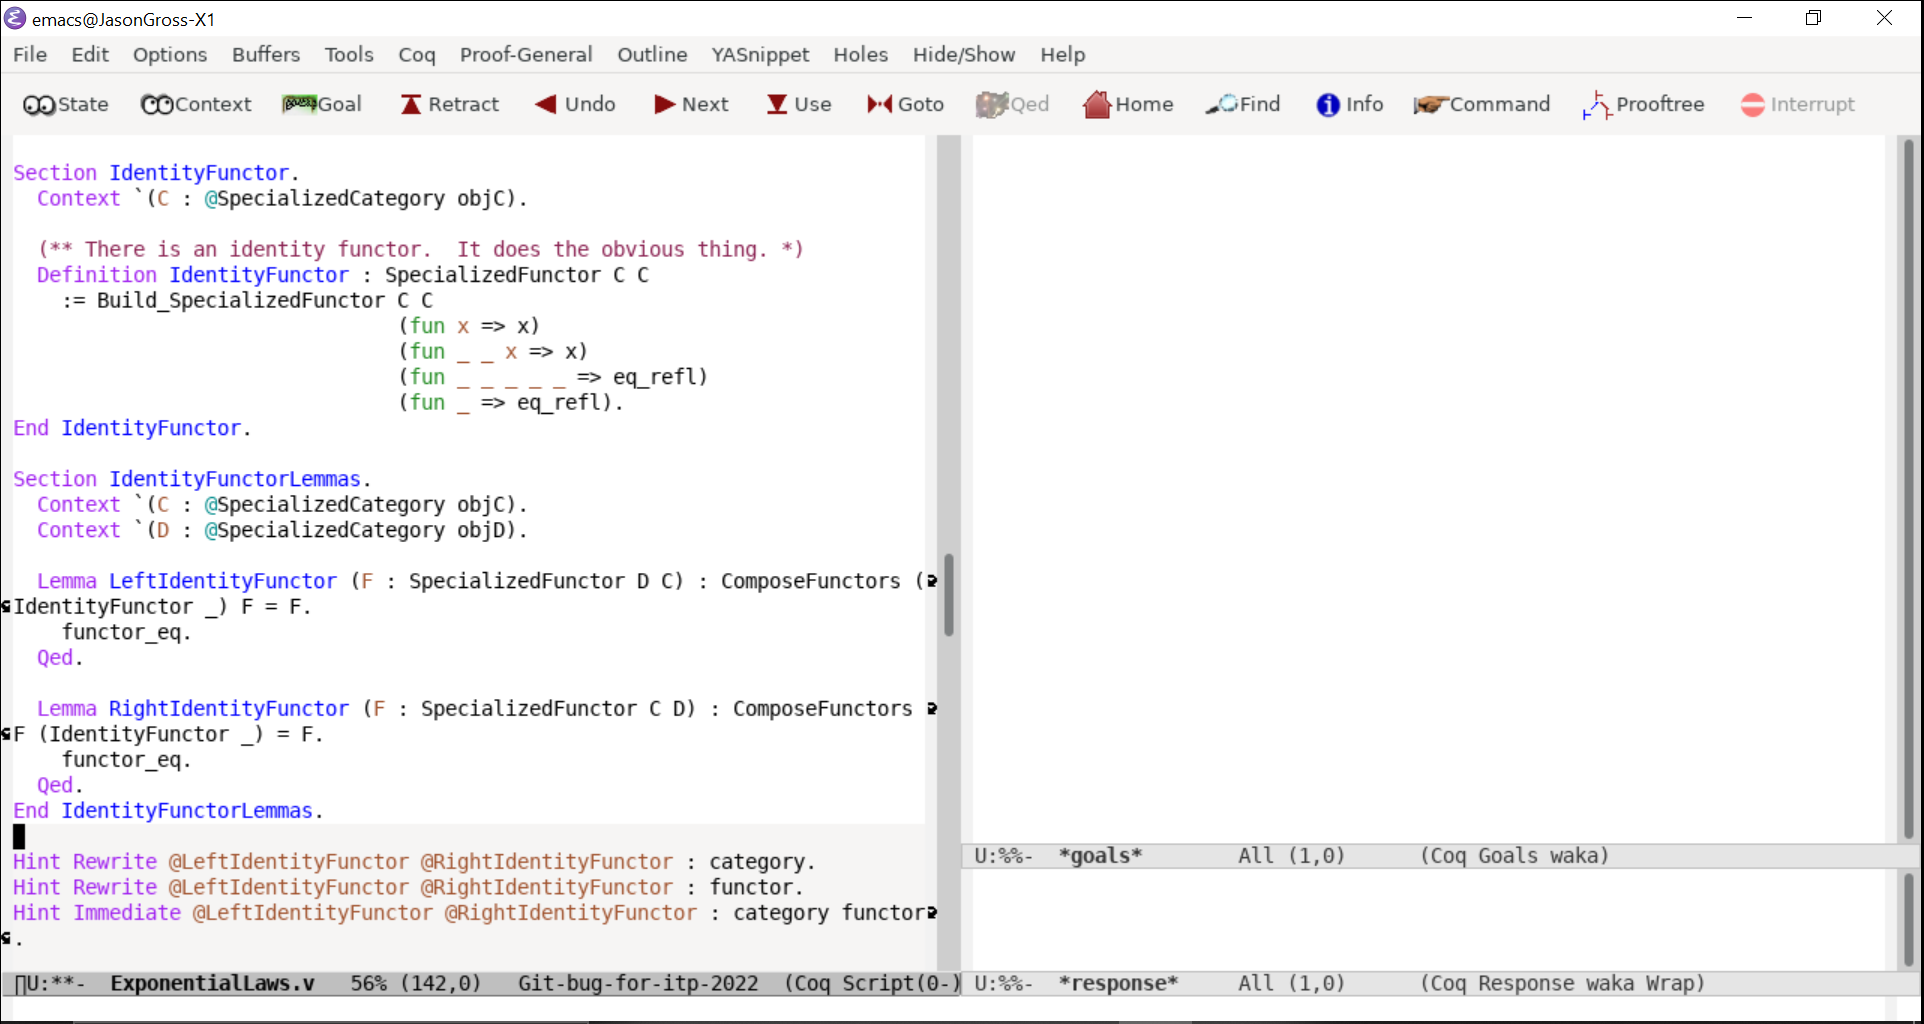 emacs@JasonGross-X1
File Edit Options Buffers Tools Coq Proof-General Outline YASnippet Holes Hide/Show Help
State Context Goal Retract Undo Next Use Goto Qed Home Find Info Command Prooftree Interrupt
Section IdentityFunctor.
  Context `(C : @SpecializedCategory objC).
  (** There is an identity functor.  It does the obvious thing. *)
  Definition IdentityFunctor : SpecializedFunctor C C
    := Build_SpecializedFunctor C C
                                (fun x => x)
                                (fun _ _ x => x)
                                (fun _ _ _ _ _ => eq_refl)
                                (fun _ => eq_refl).
End IdentityFunctor.
Section IdentityFunctorLemmas.
  Context `(C : @SpecializedCategory objC).
  Context `(D : @SpecializedCategory objD).
  Lemma LeftIdentityFunctor (F : SpecializedFunctor D C) : ComposeFunctors (
IdentityFunctor _) F = F.
    functor_eq.
  Qed.
  Lemma RightIdentityFunctor (F : SpecializedFunctor C D) : ComposeFunctors
F (IdentityFunctor _) = F.
    functor_eq.
  Qed.
End IdentityFunctorLemmas.
Hint Rewrite @LeftIdentityFunctor @RightIdentityFunctor : category.
Hint Rewrite @LeftIdentityFunctor @RightIdentityFunctor : functor.
Hint Immediate @LeftIdentityFunctor @RightIdentityFunctor : category functor
.
U:**-  ExponentialLaws.v   56% (142,0)   Git-bug-for-itp-2022  (Coq Script(0-)
U:%%-  *goals*        All (1,0)      (Coq Goals waka)
U:%%-  *response*     All (1,0)      (Coq Response waka Wrap)